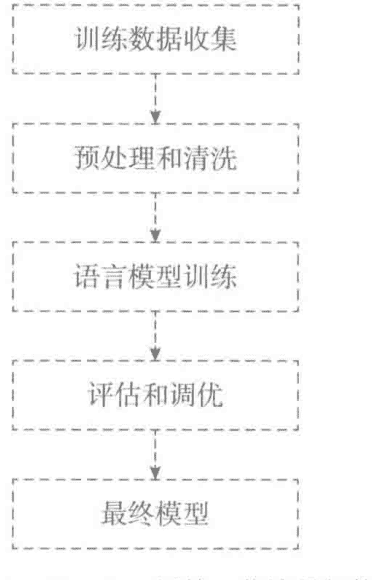 训练数据收集
预处理和清洗
语言模型训练
评估和调优
最终模型